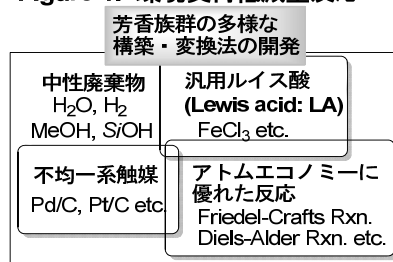 芳香族群の多様な
構築・変換法の開発
中性廃棄物
H₂O, H₂
MeOH, SiOH
汎用ルイス酸
(Lewis acid: LA)
FeCl₃ etc.
不均一系触媒
Pd/C, Pt/C etc.
アトムエコノミーに
優れた反応
Friedel-Crafts Rxn.
Diels-Alder Rxn. etc.